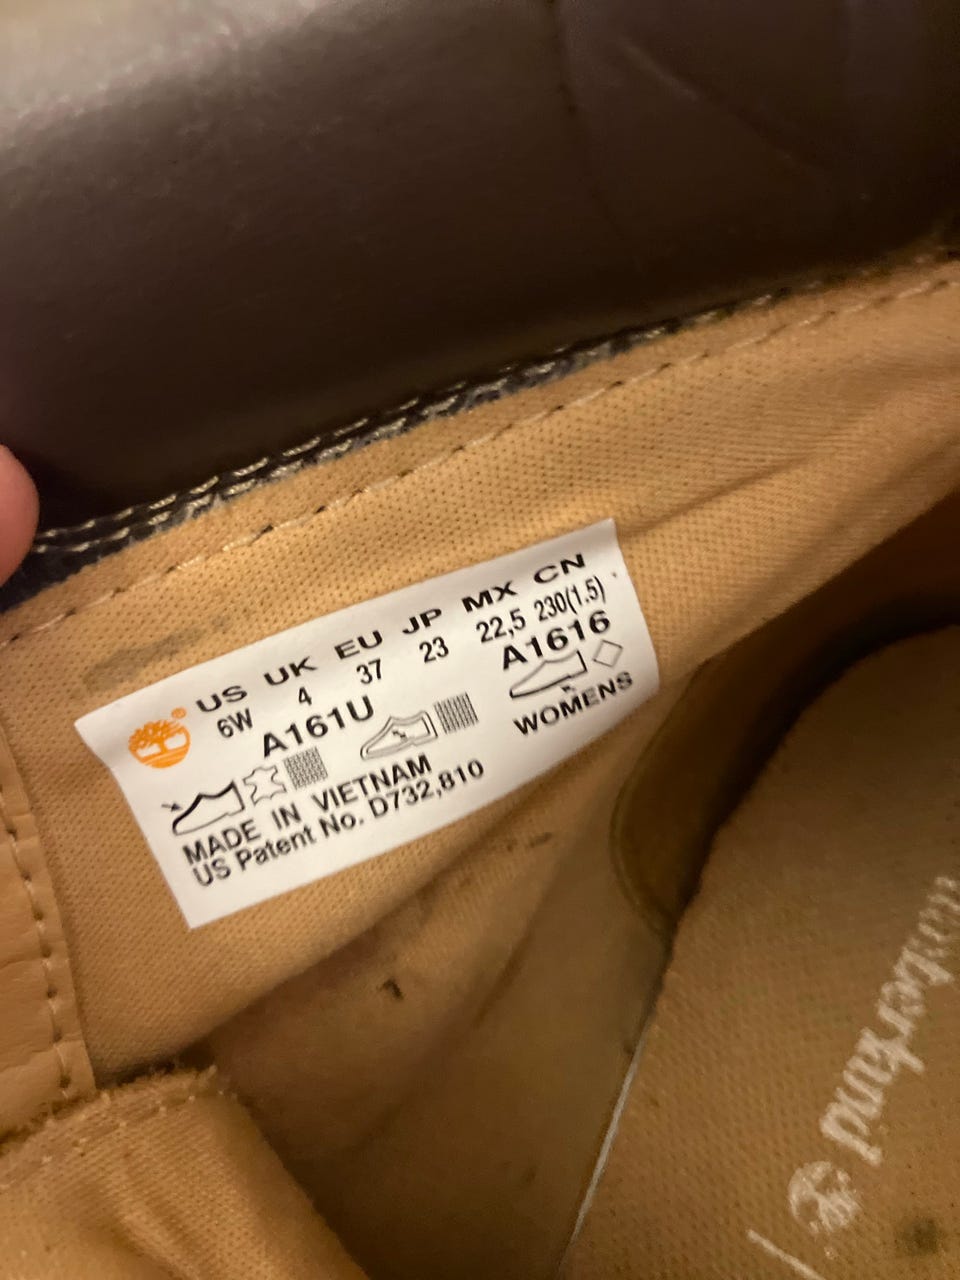 US UK EU JP MX CN
6W 4 37 23 22,5 230(1.5)
A161U A1616
WOMENS
MADE IN VIETNAM
US Patent No. D732,810
®
Timberland